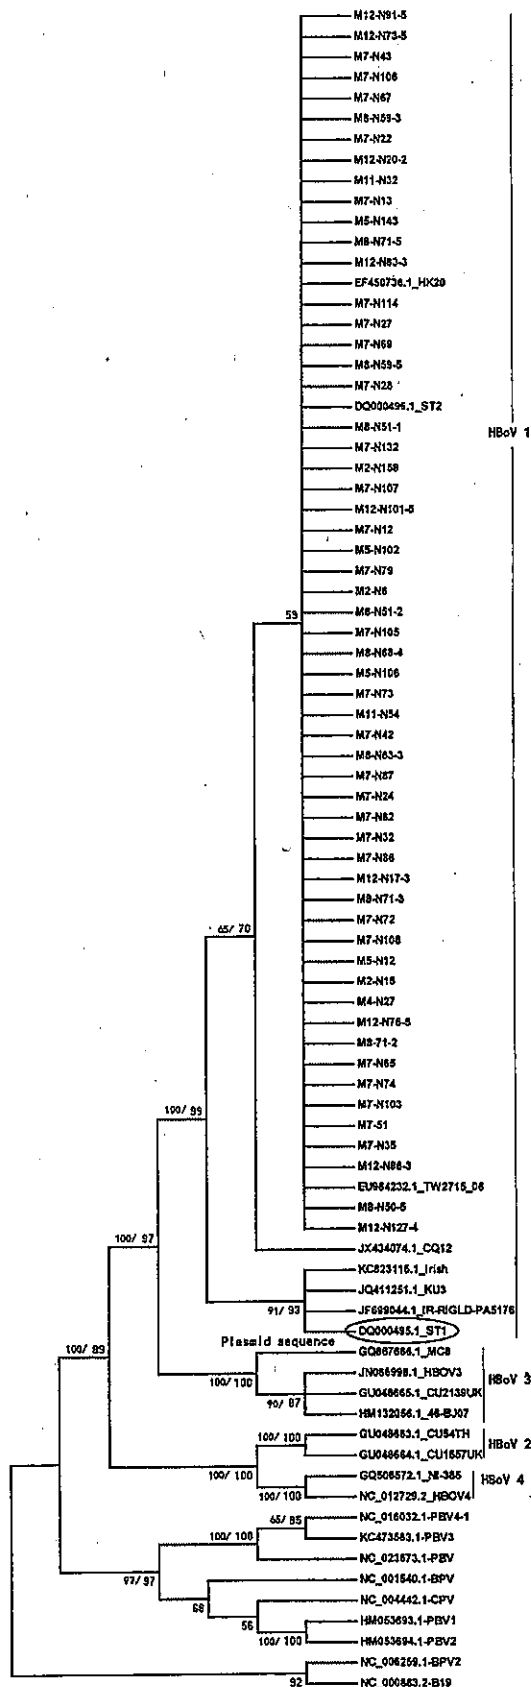 M12-N91-5
M12-N73-5
M7-N43
M7-N106
M7-N67
M8-N59-3
M7-N22
M12-N20-2
M11-N32
M7-N13
M5-N143
M8-N71-5
M12-N83-3
EF450736.1_HX20
M7-N114
M7-N27
M7-N69
M8-N59-5
M7-N28
DQ000496.1_ST2
M8-N51-1
HBoV 1
M7-N132
M2-N158
M7-N107
M12-N101-5
M7-N12
M5-N102
M7-N79
M2-N6
M6-N51-2
59
M7-N105
M8-N68-4
M5-N106
M7-N73
M11-N54
M7-N42
M8-N63-3
M7-N87
M7-N24
M7-N82
M7-N32
M7-N86
M12-N17-3
M8-N71-3
M7-N72
65/ 70
M7-N108
M5-N12
M2-N15
M4-N27
M12-N76-5
M8-71-2
M7-N65
M7-N74
M7-N103
100/ 99
M7-51
M7-N35
M12-N86-3
EU984232.1_TW2715_06
M8-N50-5
M12-N127-4
100/ 97
JX434074.1_CQ12
KC823115.1_Irish
JQ411251.1_KU3
91/ 93
JF699044.1_IR-RIGLD-PA5176
DQ000495.1_ST1
Plasmid sequence
100/ 89
GQ867666.1_MC8
100/ 100
JN086998.1_HBOV3
HBoV 3
GU048665.1_CU2139UK
90/ 87
HM132056.1_46-BJ07
GU048663.1_CU54TH
100/ 100
HBoV 2
GU048664.1_CU1557UK
100/ 100
GQ506572.1_NI-385
HBoV 4
100/ 100
NC_012729.2_HBOV4
65/ 85
NC_016032.1-PBV4-1
100/ 100
KC473563.1-PBV3
NC_023673.1-PBV
97/ 97
NC_001540.1-BPV
68
NC_004442.1-CPV
56
HM053693.1-PBV1
100/ 100
HM053694.1-PBV2
NC_006259.1-BPV2
92
NC_000883.2-B19